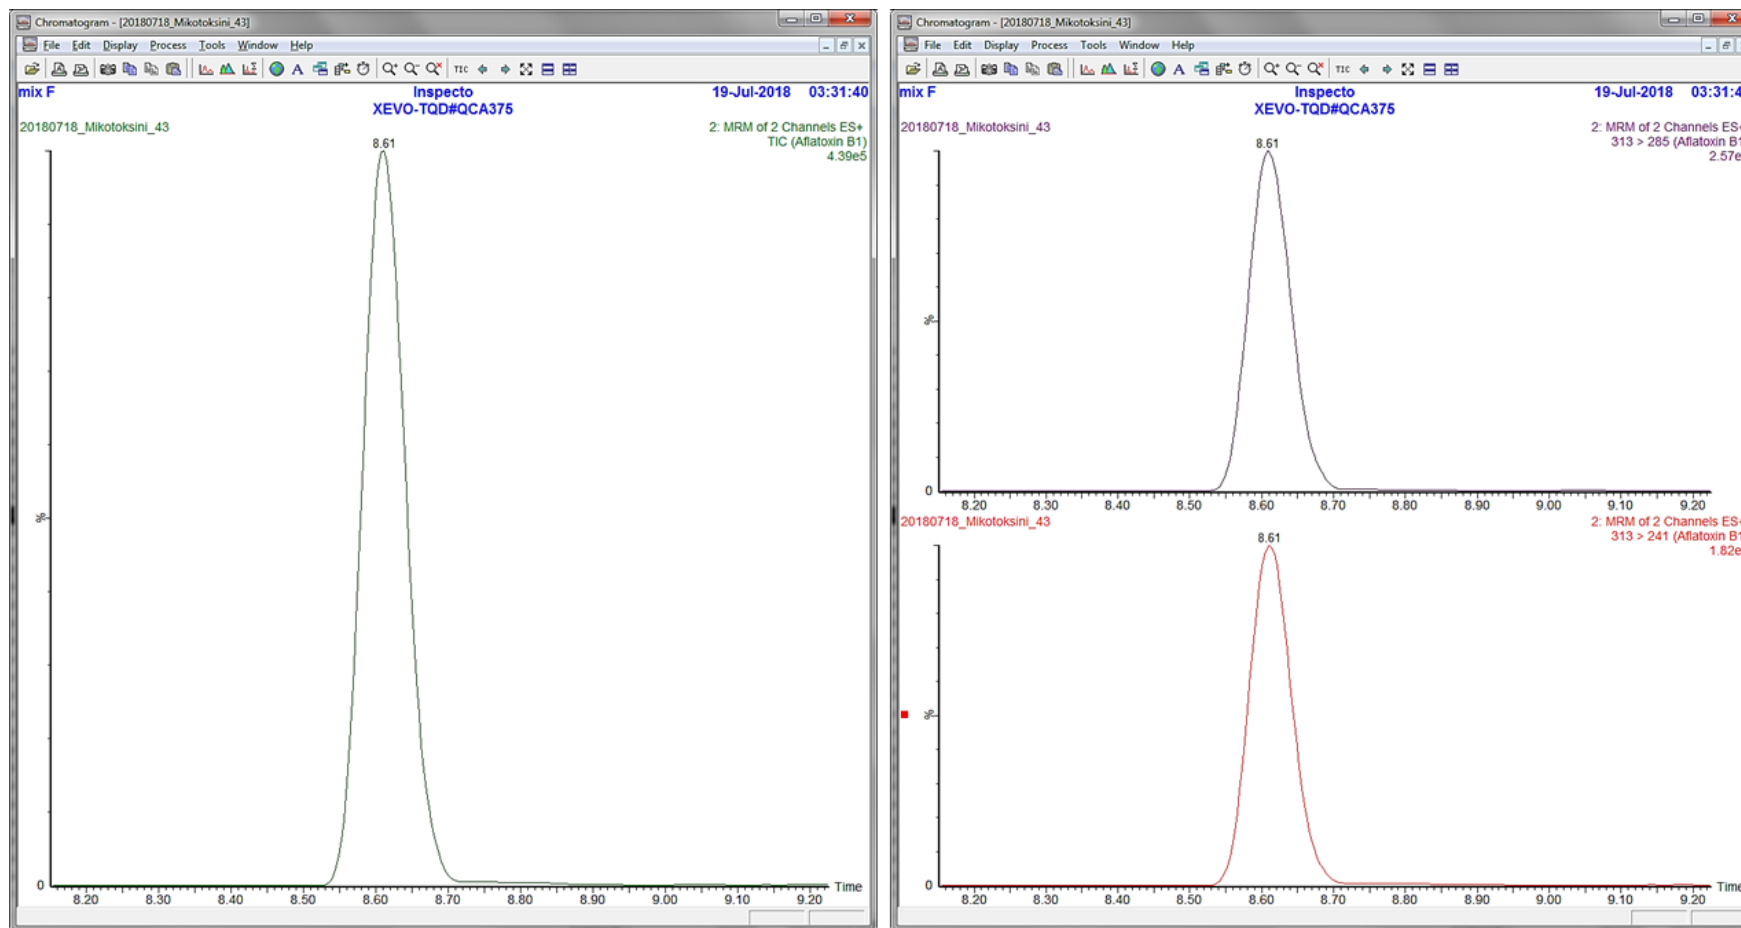 Chromatogram - [20180718_Mikotoksini_43]
File Edit Display Process Tools Window Help
TIC
mix F
Inspecto
19-Jul-2018 03:31:40
XEVO-TQD#QCA375
20180718_Mikotoksini_43
2: MRM of 2 Channels ES+
TIC (Aflatoxin B1)
4.39e5
8.61
%
0
8.20 8.30 8.40 8.50 8.60 8.70 8.80 8.90 9.00 9.10 9.20
Time
Chromatogram - [20180718_Mikotoksini_43]
File Edit Display Process Tools Window Help
TIC
mix F
Inspecto
19-Jul-2018 03:31:4
XEVO-TQD#QCA375
20180718_Mikotoksini_43
2: MRM of 2 Channels ES+
313 > 285 (Aflatoxin B1
2.57e
8.61
%
0
8.20 8.30 8.40 8.50 8.60 8.70 8.80 8.90 9.00 9.10 9.20
20180718_Mikotoksini_43
2: MRM of 2 Channels ES+
313 > 241 (Aflatoxin B1
1.82e
8.61
%
0
8.20 8.30 8.40 8.50 8.60 8.70 8.80 8.90 9.00 9.10 9.20
Time